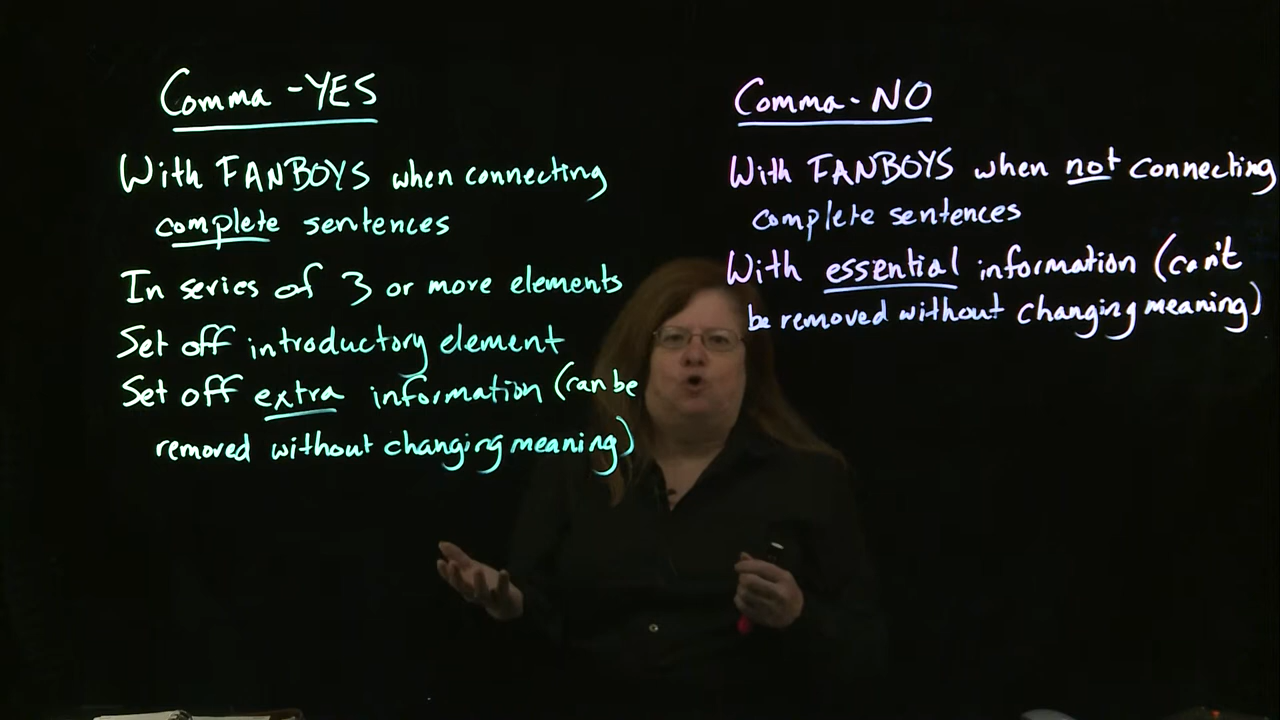 Comma - YES
With FANBOYS when connecting
complete sentences
In series of 3 or more elements
Set off introductory element
Set off extra information (can be
removed without changing meaning)
Comma - NO
With FANBOYS when not connecting
complete sentences
With essential information (can't
be removed without changing meaning)